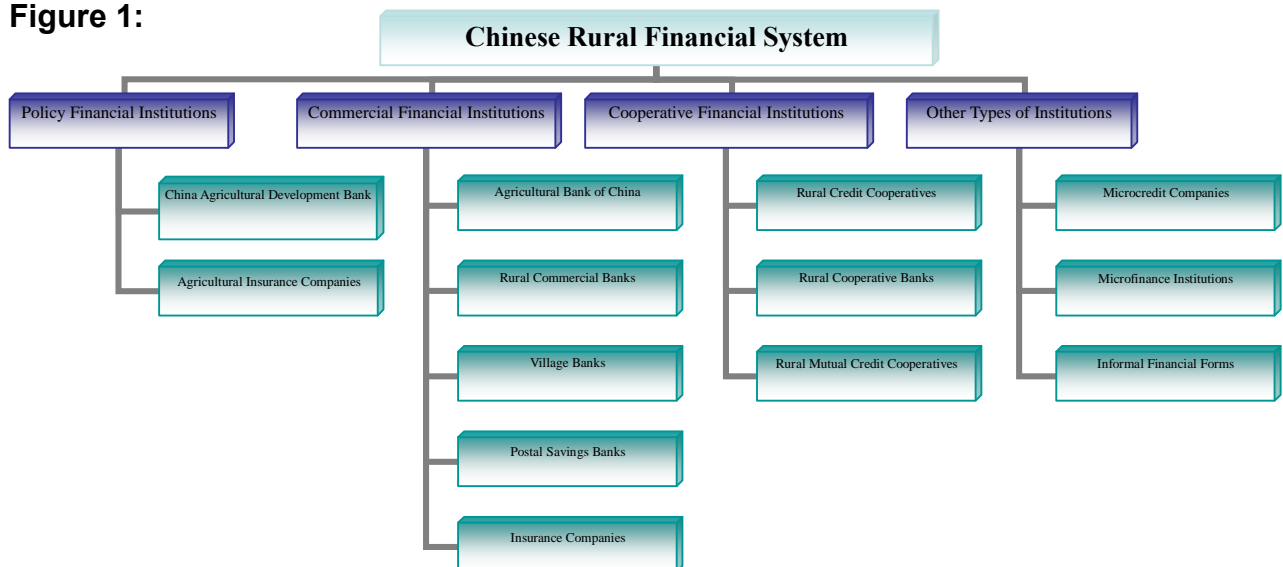 Figure 1:
Chinese Rural Financial System
Policy Financial Institutions
Commercial Financial Institutions
Cooperative Financial Institutions
Other Types of Institutions
China Agricultural Development Bank
Agricultural Insurance Companies
Agricultural Bank of China
Rural Commercial Banks
Village Banks
Postal Savings Banks
Insurance Companies
Rural Credit Cooperatives
Rural Cooperative Banks
Rural Mutual Credit Cooperatives
Microcredit Companies
Microfinance Institutions
Informal Financial Forms